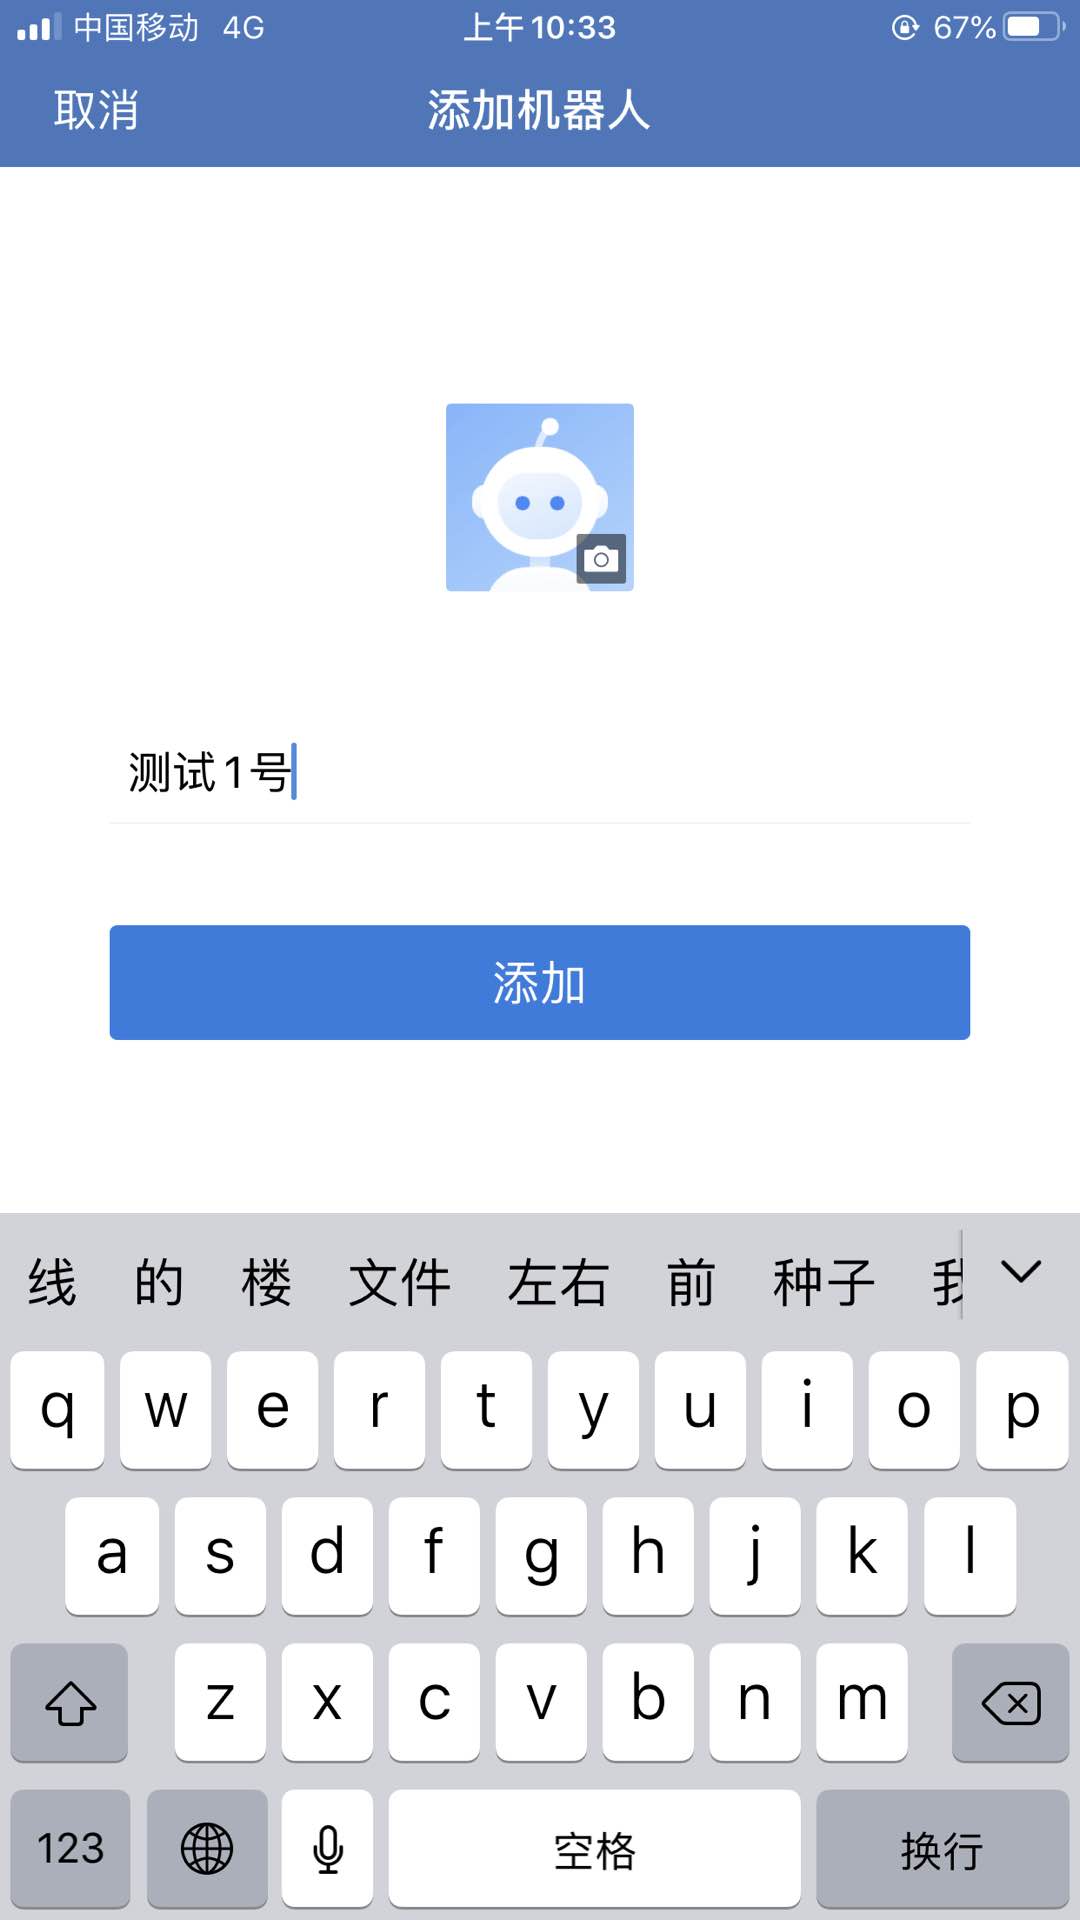 中国移动 4G 上午10:33 67%
取消 添加机器人
测试1号
添加
线 的 楼 文件 左右 前 种子 我
q w e r t y u i o p
a s d f g h j k l
z x c v b n m
123 空格 换行